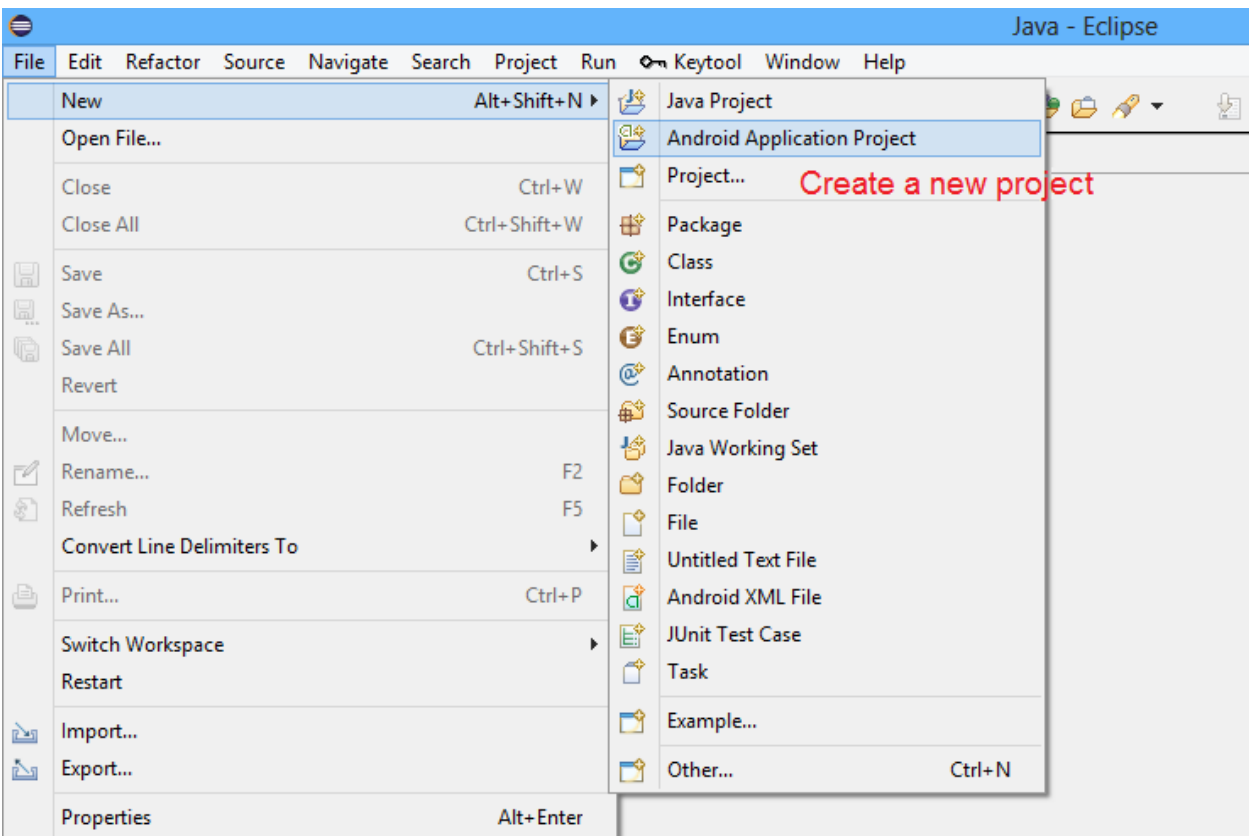 Java - Eclipse
File Edit Refactor Source Navigate Search Project Run Keytool Window Help
New Alt+Shift+N
Open File...
Close Ctrl+W
Close All Ctrl+Shift+W
Save Ctrl+S
Save As...
Save All Ctrl+Shift+S
Revert
Move...
Rename... F2
Refresh F5
Convert Line Delimiters To
Print... Ctrl+P
Switch Workspace
Restart
Import...
Export...
Properties Alt+Enter
Java Project
Android Application Project
Project...
Create a new project
Package
Class
Interface
Enum
Annotation
Source Folder
Java Working Set
Folder
File
Untitled Text File
Android XML File
JUnit Test Case
Task
Example...
Other... Ctrl+N